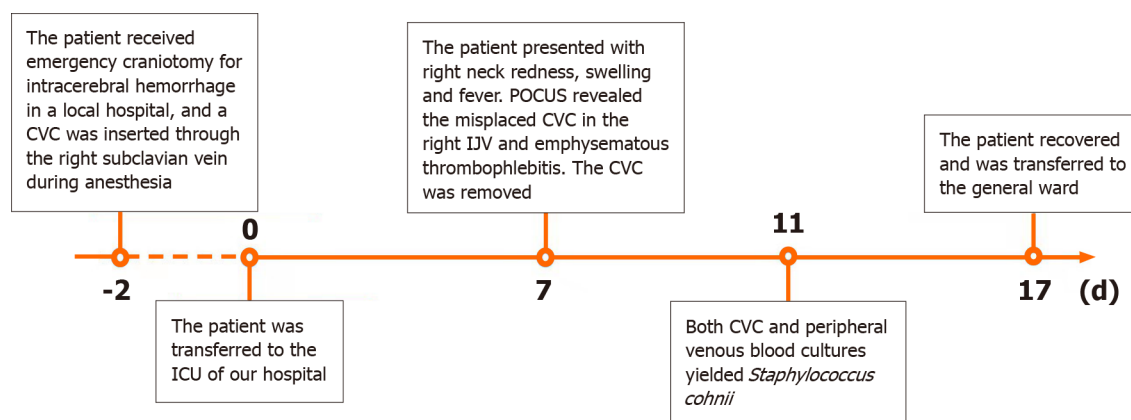 The patient received
emergency craniotomy for
intracerebral hemorrhage
in a local hospital, and a
CVC was inserted through
the right subclavian vein
during anesthesia
The patient presented with
right neck redness, swelling
and fever. POCUS revealed
the misplaced CVC in the
right IJV and emphysematous
thrombophlebitis. The CVC
was removed
The patient recovered
and was transferred to
the general ward
0
11
-2
7
17 (d)
The patient was
transferred to the
ICU of our hospital
Both CVC and peripheral
venous blood cultures
yielded Staphylococcus
cohnii